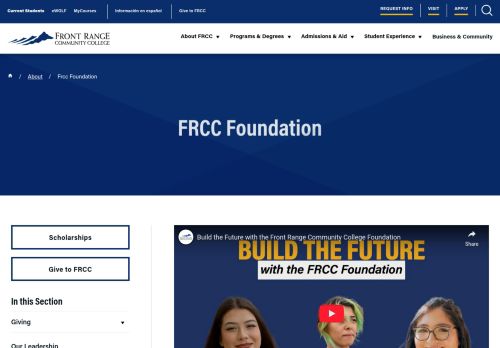 Current Students
eWOLF
MyCourses
Información en español
Give to FRCC
REQUEST INFO
VISIT
APPLY
FRONT RANGE
COMMUNITY COLLEGE
About FRCC
Programs & Degrees
Admissions & Aid
Student Experience
Business & Community
/ About / Frcc Foundation
FRCC Foundation
Scholarships
Give to FRCC
In this Section
Giving
Our Leadership
Build the Future with the Front Range Community College Foundation
Share
BUILD THE FUTURE
with the FRCC Foundation